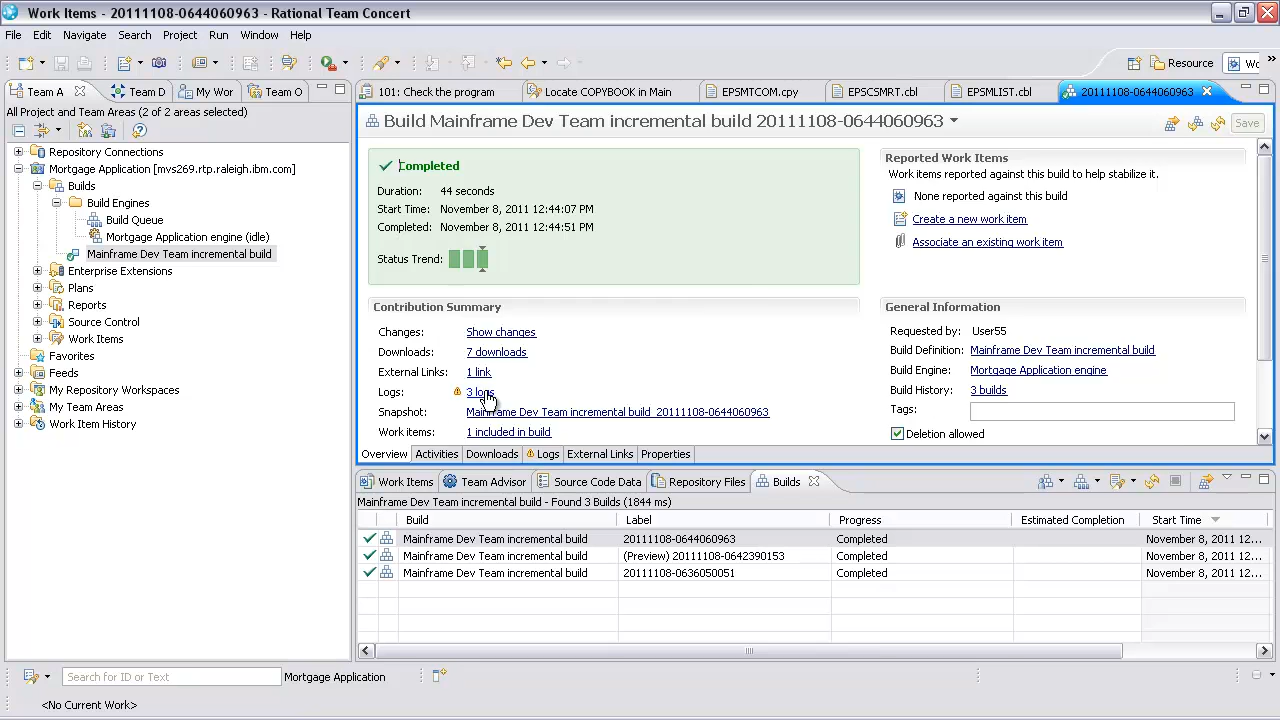 Work Items - 20111108-0644060963 - Rational Team Concert
File Edit Navigate Search Project Run Window Help
Resource Wc
Team A Team D My Wor Team O
101: Check the program Locate COPYBOOK in Main EPSMTCOM.cpy EPSCSMRT.cbl EPSMLIST.cbl 20111108-0644060963
All Project and Team Areas (2 of 2 areas selected)
Repository Connections
Mortgage Application [mvs269.rtp.raleigh.ibm.com]
Builds
Build Engines
Build Queue
Mortgage Application engine (idle)
Mainframe Dev Team incremental build
Enterprise Extensions
Plans
Reports
Source Control
Work Items
Favorites
Feeds
My Repository Workspaces
My Team Areas
Work Item History
Build Mainframe Dev Team incremental build 20111108-0644060963
Save
Completed
Duration: 44 seconds
Start Time: November 8, 2011 12:44:07 PM
Completed: November 8, 2011 12:44:51 PM
Status Trend:
Reported Work Items
Work items reported against this build to help stabilize it.
None reported against this build
Create a new work item
Associate an existing work item
Contribution Summary
Changes: Show changes
Downloads: 7 downloads
External Links: 1 link
Logs: 3 logs
Snapshot: Mainframe Dev Team incremental build 20111108-0644060963
Work items: 1 included in build
General Information
Requested by: User55
Build Definition: Mainframe Dev Team incremental build
Build Engine: Mortgage Application engine
Build History: 3 builds
Tags:
Deletion allowed
Overview Activities Downloads Logs External Links Properties
Work Items Team Advisor Source Code Data Repository Files Builds
Mainframe Dev Team incremental build - Found 3 Builds (1844 ms)
Build Label Progress Estimated Completion Start Time
Mainframe Dev Team incremental build 20111108-0644060963 Completed November 8, 2011 12...
Mainframe Dev Team incremental build (Preview) 20111108-0642390153 Completed November 8, 2011 12...
Mainframe Dev Team incremental build 20111108-0636050051 Completed November 8, 2011 12...
Search for ID or Text Mortgage Application
<No Current Work>